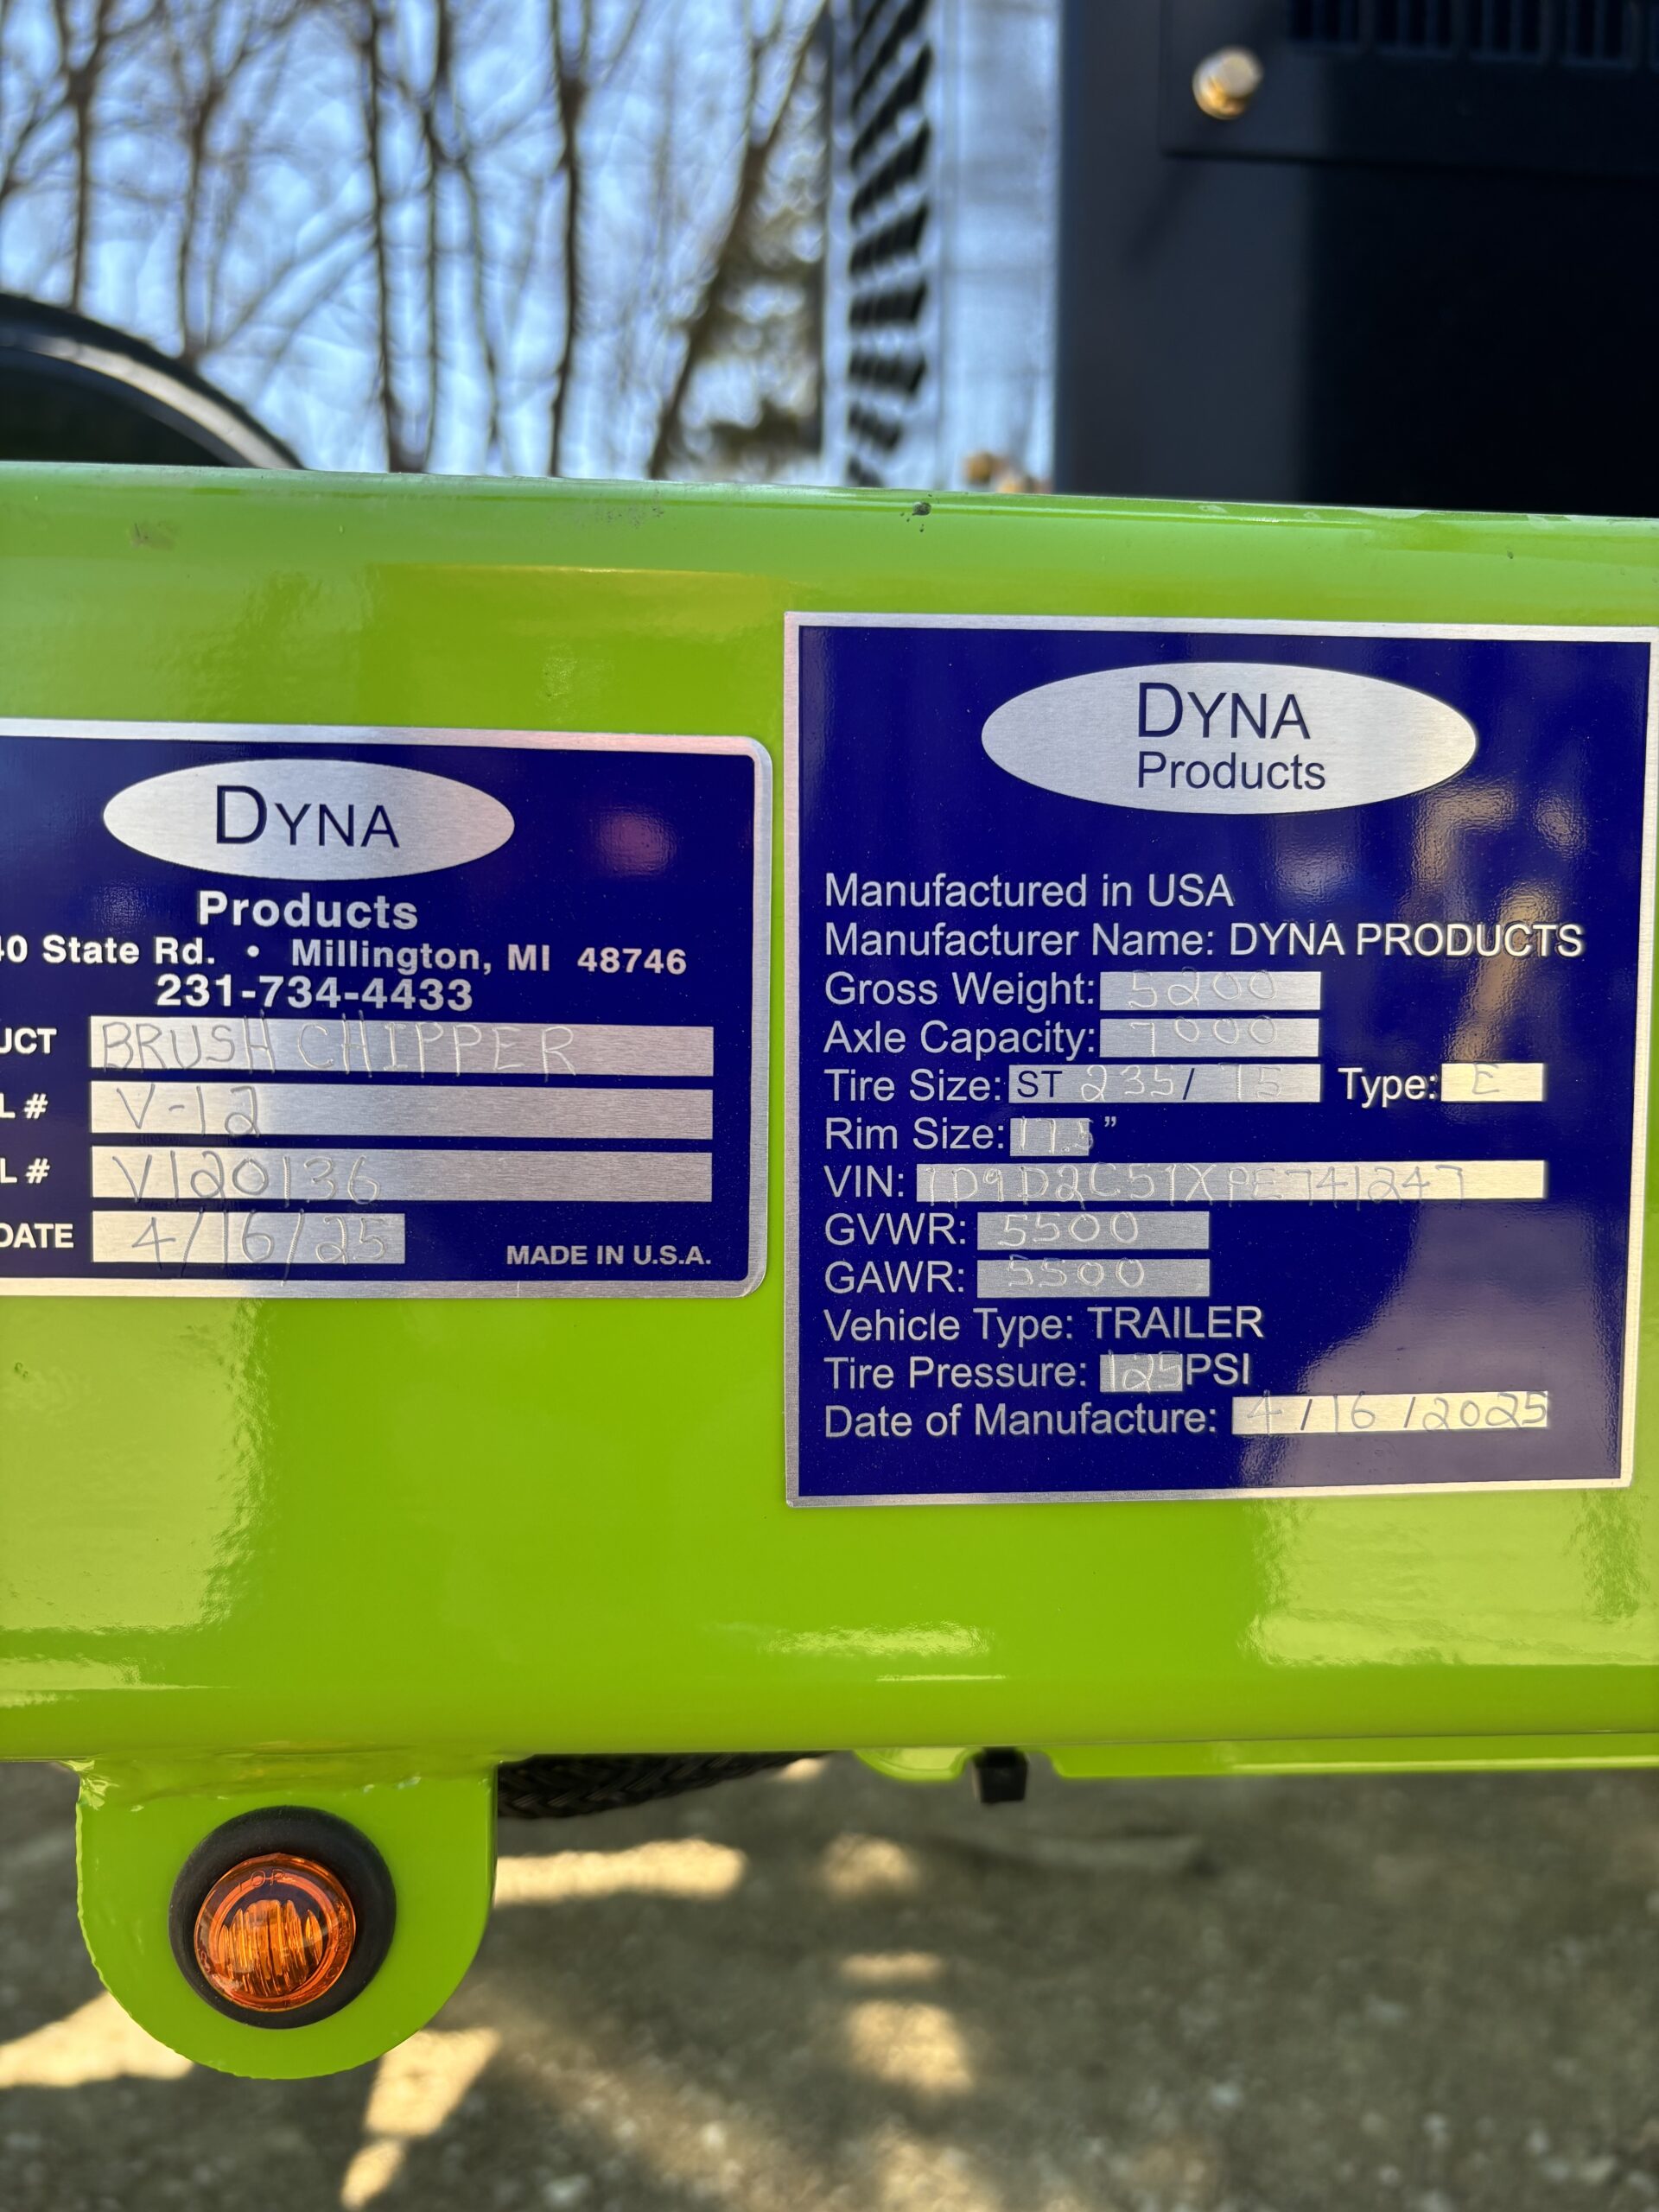 DYNA
Products
40 State Rd. • Millington, MI 48746
231-734-4433
UCT BRUSH CHIPPER
L # V-12
L # V120136
DATE 4/16/25
MADE IN U.S.A.
DYNA
Products
Manufactured in USA
Manufacturer Name: DYNA PRODUCTS
Gross Weight: 5200
Axle Capacity: 7000
Tire Size: ST 235/ 75 Type: E
Rim Size: 17.5"
VIN: 1D9D2C51XPE741247
GVWR: 5500
GAWR: 5500
Vehicle Type: TRAILER
Tire Pressure: 125 PSI
Date of Manufacture: 4/16/2025
TOP